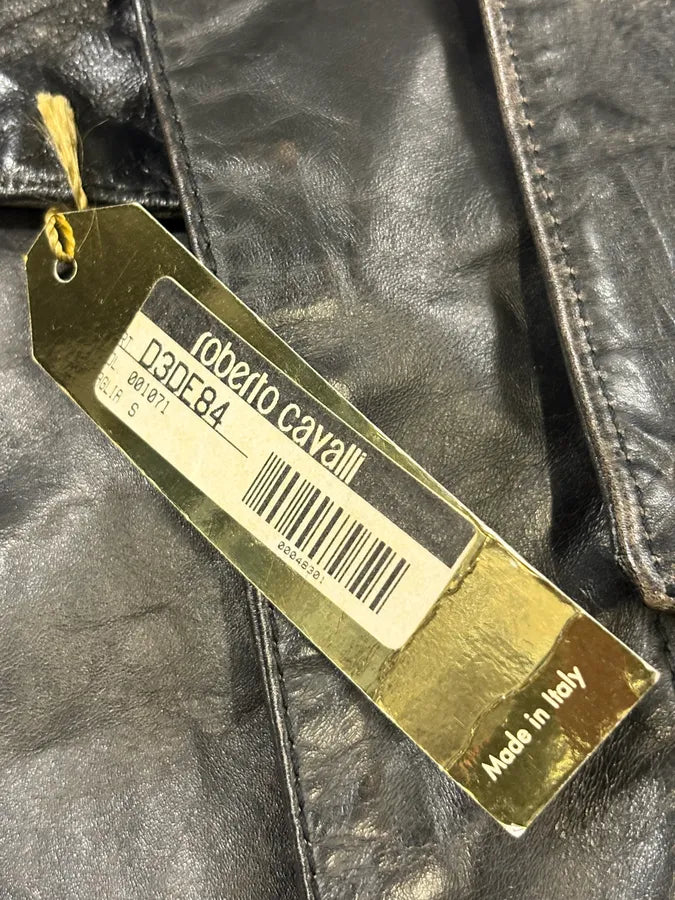 roberto cavalli
D3DE84
001071
S
00048301
Made in Italy